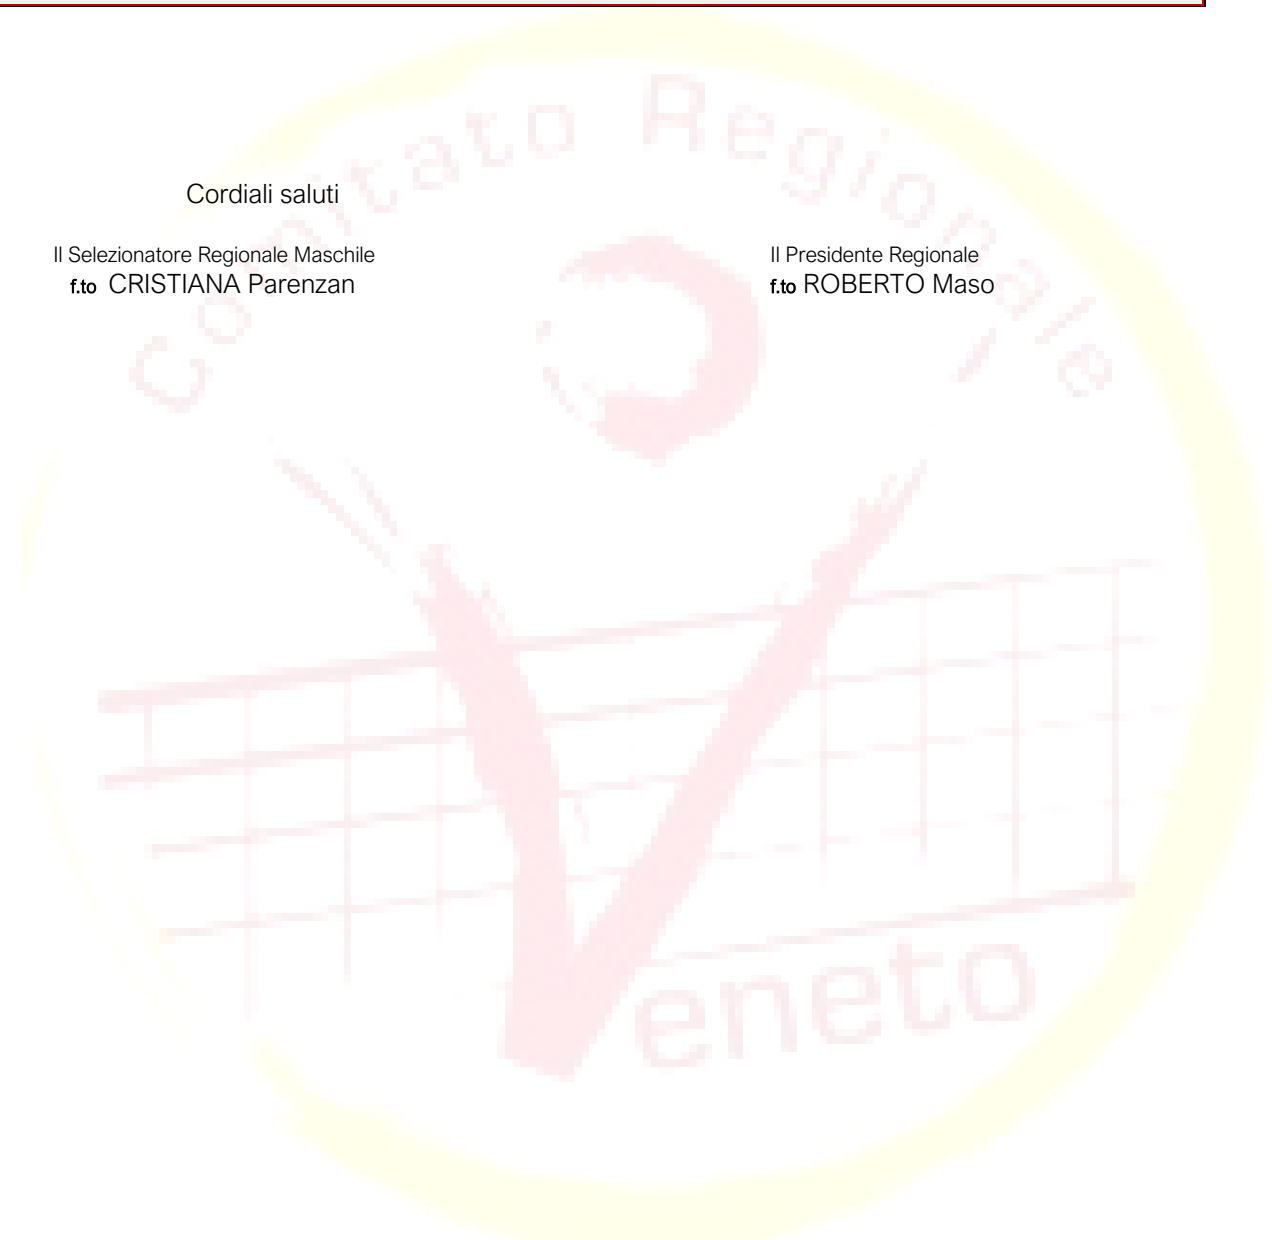 Comitato Regionale
Cordiali saluti
Il Selezionatore Regionale Maschile
f.to CRISTIANA Parenzan
Il Presidente Regionale
f.to ROBERTO Maso
Veneto